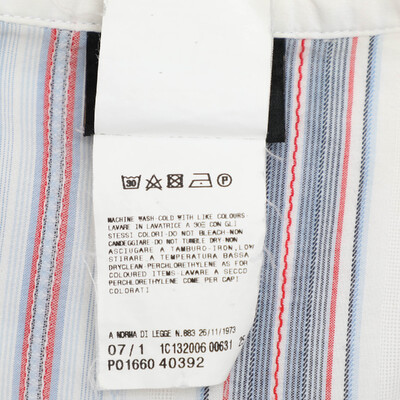 30 P
MACHINE WASH-COLD WITH LIKE COLOURS-
LAVARE IN LAVATRICE A 30G CON GLI
STESSI COLORI-DO NOT BLEACH-NON
CANDEGGIARE DO NOT TUMBLE DRY-NON
ASCIUGARE A TAMBURO-IRON,LOW
STIRARE A TEMPERATURA BASSA
DRYCLEAN-PERCHLORETHYLENE AS FOR
COLOURED ITEMS-LAVARE A SECCO
PERCHLORETHYLENE COME PER CAPI
COLORATI
A NORMA DI LEGGE N.883 26/11/1973
07/1 1C132006 00631
P01660 40392